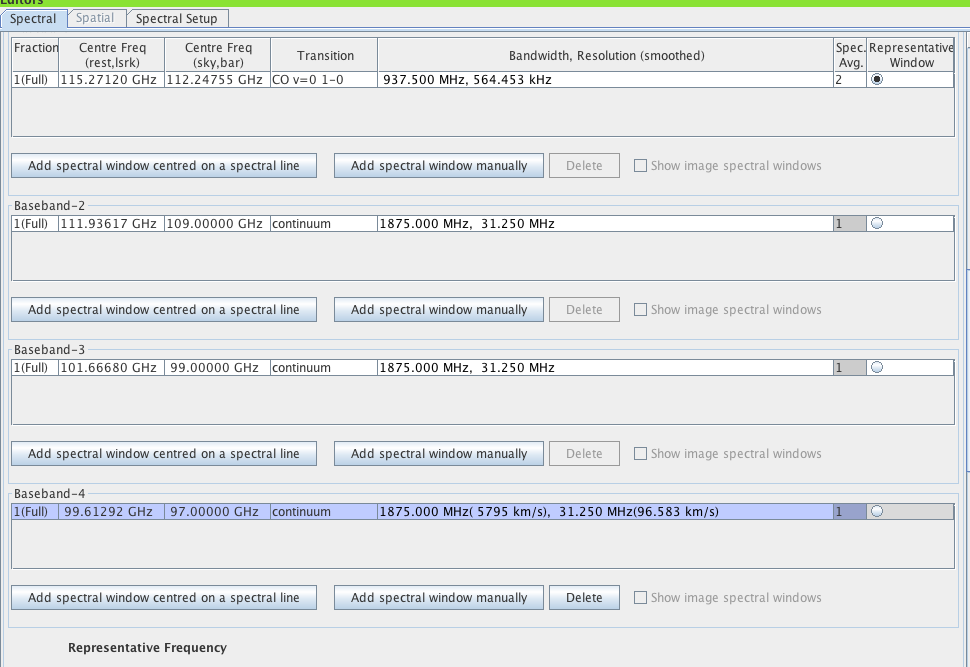 Editors
Spectral Spatial Spectral Setup
Fraction Centre Freq (rest,lsrk) Centre Freq (sky,bar) Transition Bandwidth, Resolution (smoothed) Spec. Avg. Representative Window
1(Full) 115.27120 GHz 112.24755 GHz CO v=0 1-0 937.500 MHz, 564.453 kHz 2
Add spectral window centred on a spectral line Add spectral window manually Delete Show image spectral windows
Baseband-2
1(Full) 111.93617 GHz 109.00000 GHz continuum 1875.000 MHz, 31.250 MHz 1
Add spectral window centred on a spectral line Add spectral window manually Delete Show image spectral windows
Baseband-3
1(Full) 101.66680 GHz 99.00000 GHz continuum 1875.000 MHz, 31.250 MHz 1
Add spectral window centred on a spectral line Add spectral window manually Delete Show image spectral windows
Baseband-4
1(Full) 99.61292 GHz 97.00000 GHz continuum 1875.000 MHz( 5795 km/s), 31.250 MHz(96.583 km/s) 1
Add spectral window centred on a spectral line Add spectral window manually Delete Show image spectral windows
Representative Frequency